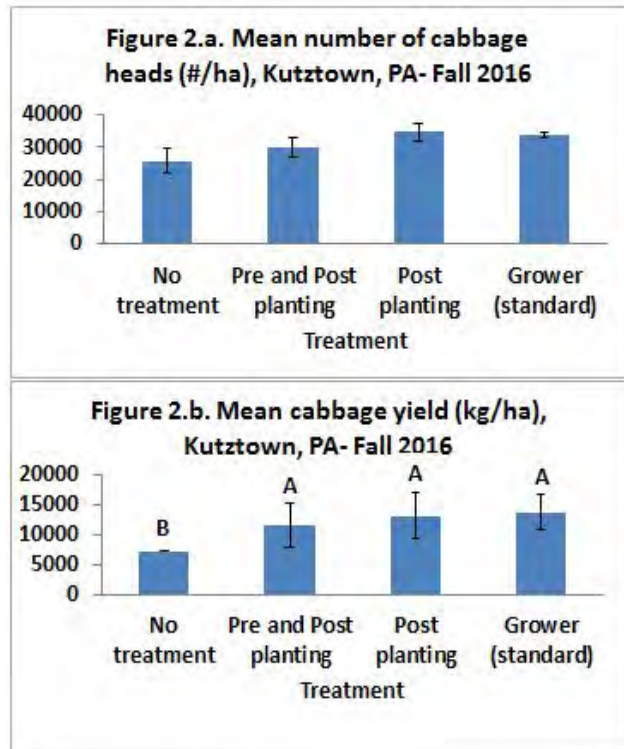 Figure 2.a. Mean number of cabbage
heads (#/ha), Kutztown, PA- Fall 2016
40000
30000
20000
10000
0
No treatment
Pre and Post planting
Post planting
Grower (standard)
Treatment
Figure 2.b. Mean cabbage yield (kg/ha),
Kutztown, PA- Fall 2016
20000
15000
10000
5000
0
B
A
A
A
No treatment
Pre and Post planting
Post planting
Grower (standard)
Treatment